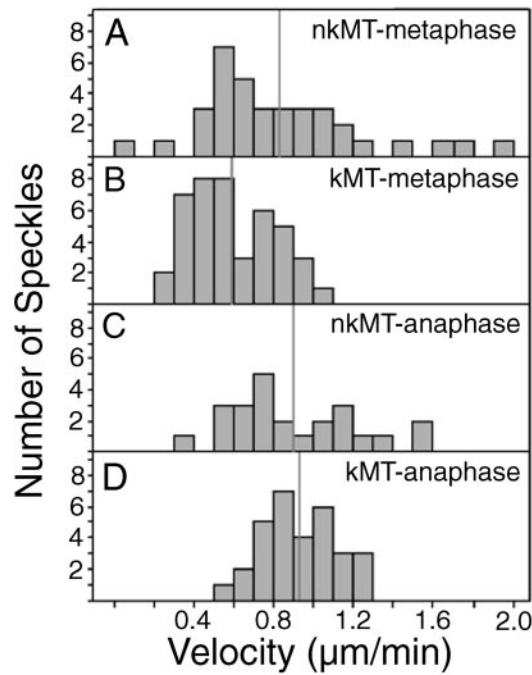 Number of Speckles
A
nkMT-metaphase
8
6
4
2
B
kMT-metaphase
8
6
4
2
C
nkMT-anaphase
8
6
4
2
D
kMT-anaphase
8
6
4
2
0.4 0.8 1.2 1.6 2.0
Velocity (μm/min)